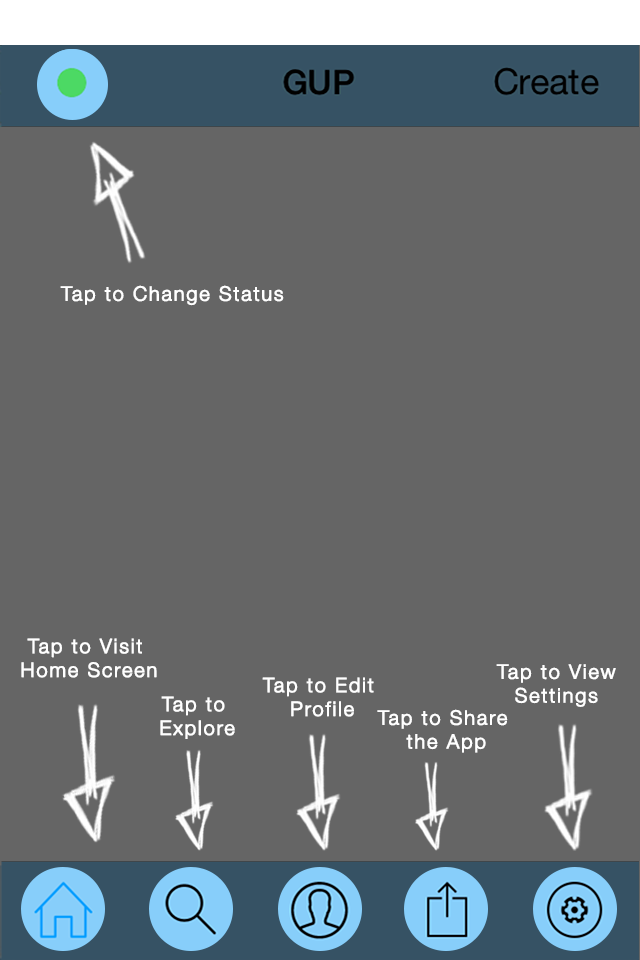 GUP
Create
Tap to Change Status
Tap to Visit
Home Screen
Tap to
Explore
Tap to Edit
Profile
Tap to Share
the App
Tap to View
Settings